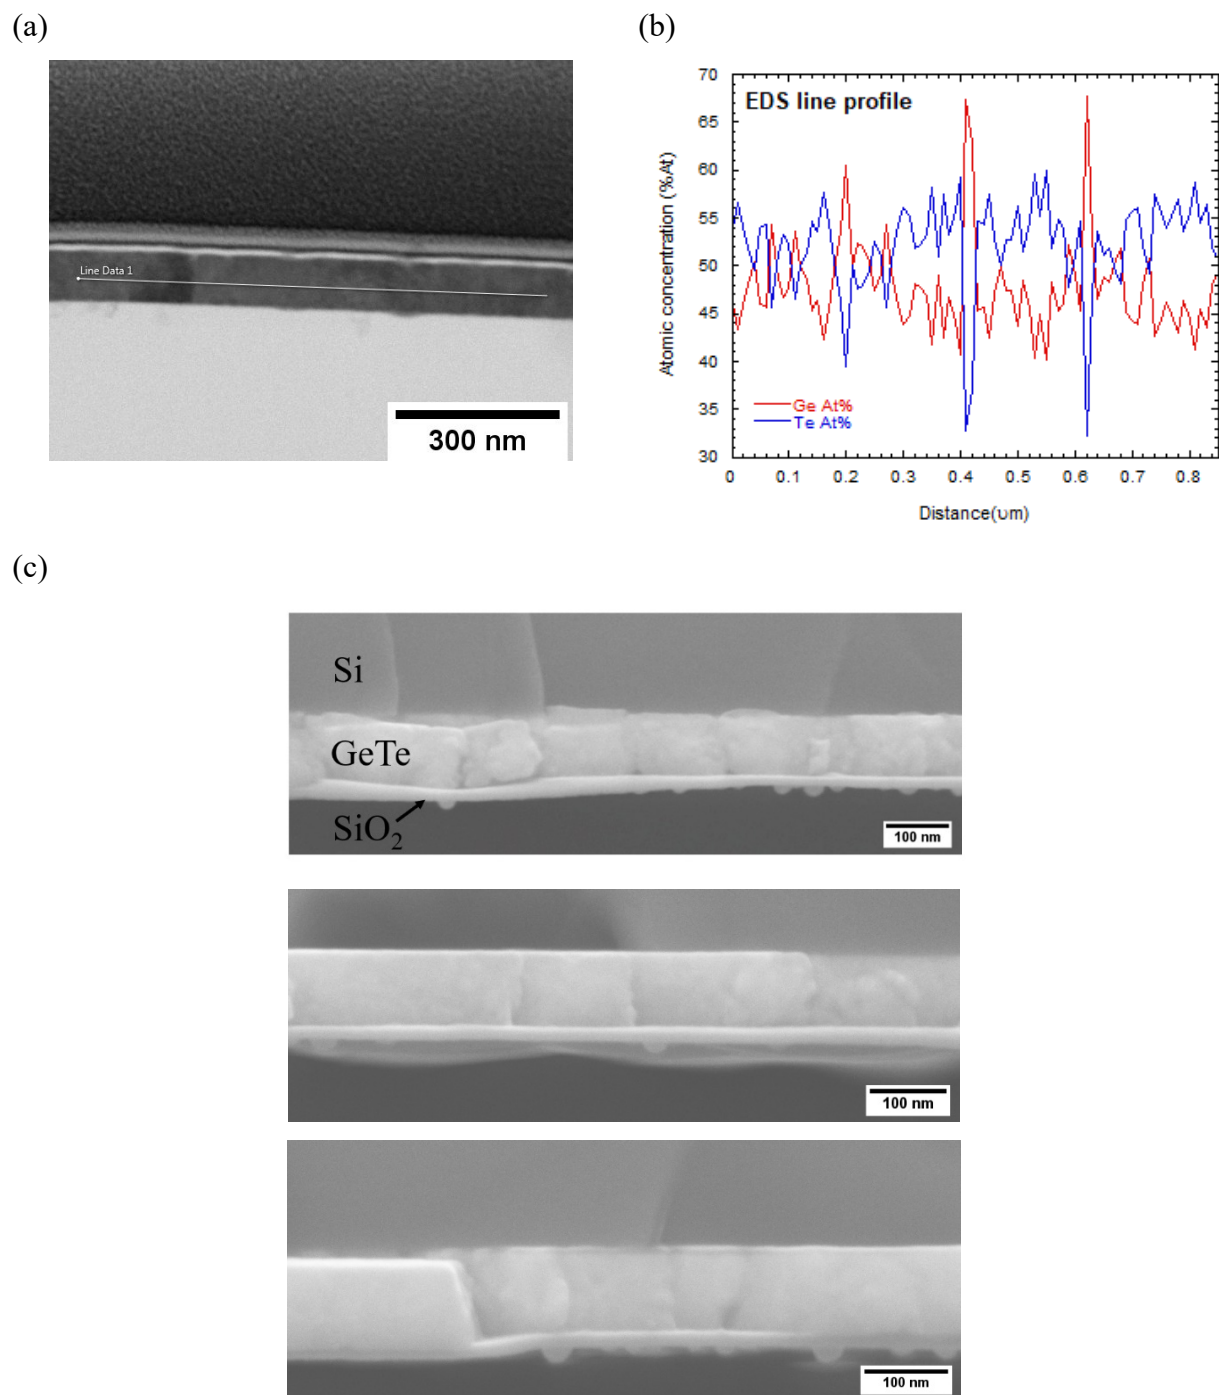 (a)
Line Data 1
300 nm
(b)
EDS line profile
Atomic concentration (%At)
70
65
60
55
50
45
40
35
30
Ge At%
Te At%
0 0.1 0.2 0.3 0.4 0.5 0.6 0.7 0.8
Distance(υm)
(c)
Si
GeTe
SiO₂
100 nm
100 nm
100 nm